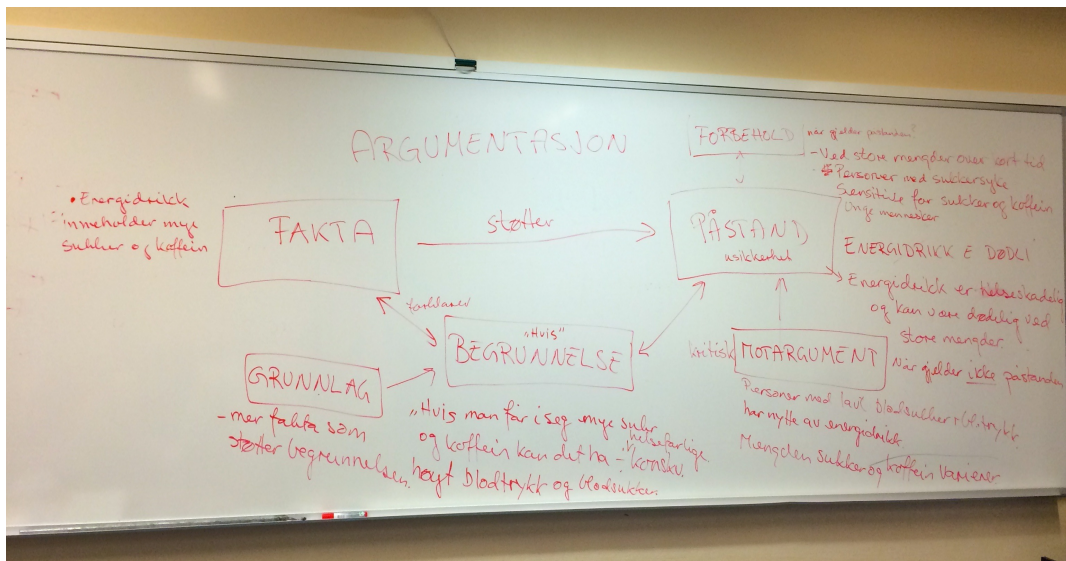 ARGUMENTASJON
FORBEHOLD når gjelder påstanden?
- Ved store mengder over kort tid
Personer med sukkersyke
Sensitive for sukker og koffein
Unge mennesker
• Energidrikk
inneholder mye
sukker og koffein
FAKTA
støtter
PÅSTAND
usikkerhet
ENERGIDRIKK E DØDLI
Energidrikk er helseskadelig
og kan være dødelig ved
store mengder.
forklarer
"Hvis"
BEGRUNNELSE
GRUNNLAG
- mer fakta som
støtter begrunnelsen.
"Hvis man får i seg mye sukr
og koffein kan det ha helsefarlige
konskv.
høyt blodtrykk og blodsukker.
kritisk MOTARGUMENT
Når gjelder ikke påstanden
Personer med lavt blodsukker + bl.trykk
har nytte av energidrikk.
Mengden sukker og koffein varierer